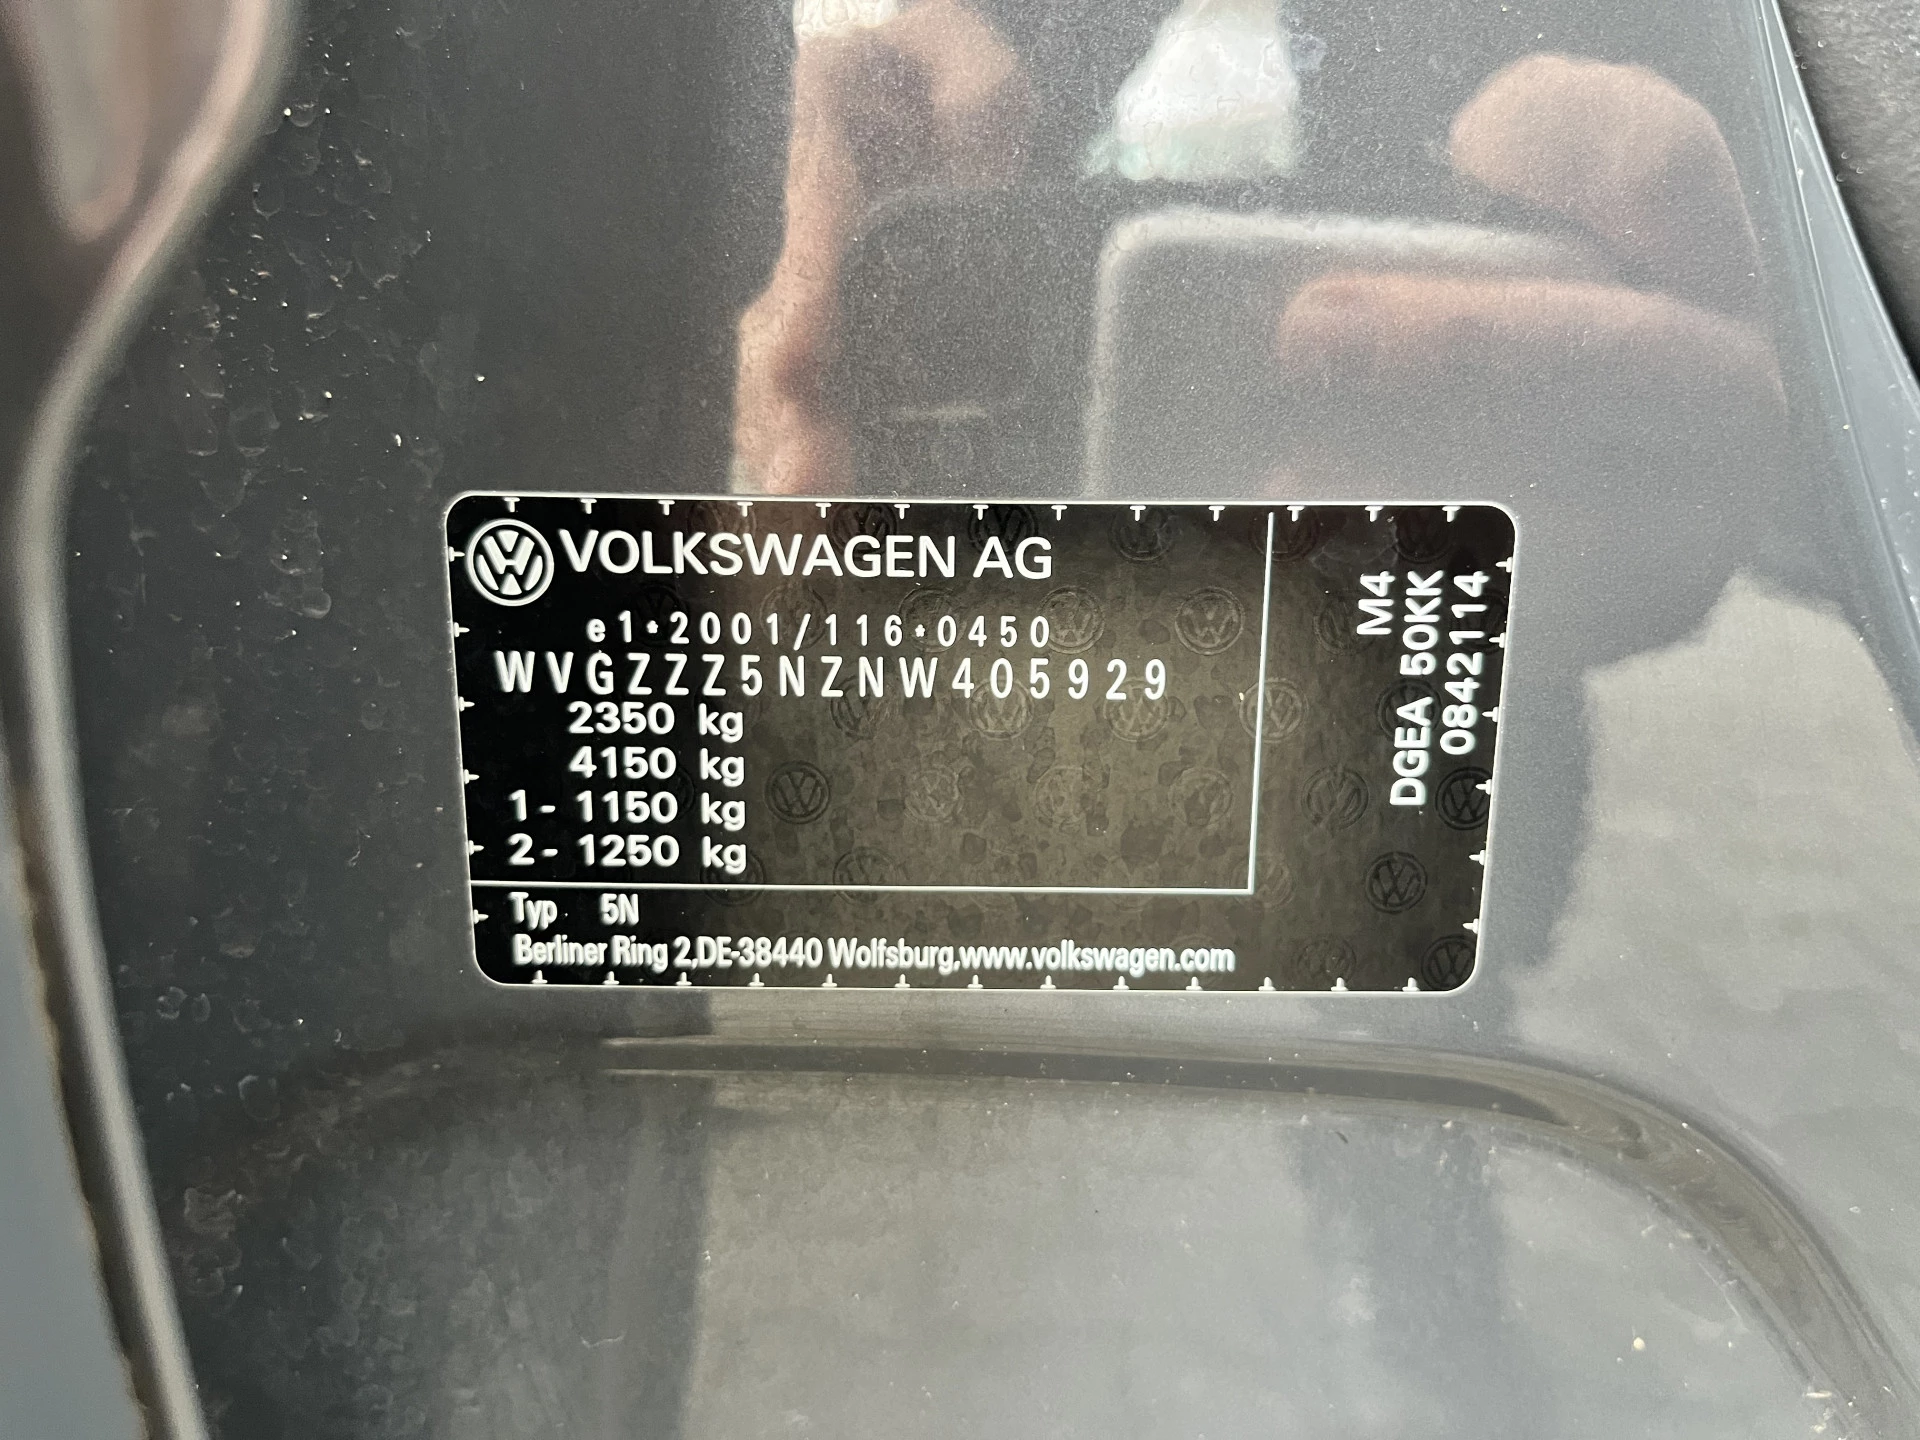 VOLKSWAGEN AG
e1*2001/116*0450
WVGZZZ5NZNW405929
2350 kg
4150 kg
1- 1150 kg
2- 1250 kg
Typ 5N
Berliner Ring 2,DE-38440 Wolfsburg,www.volkswagen.com
M4
DGEA 50KK
0842114